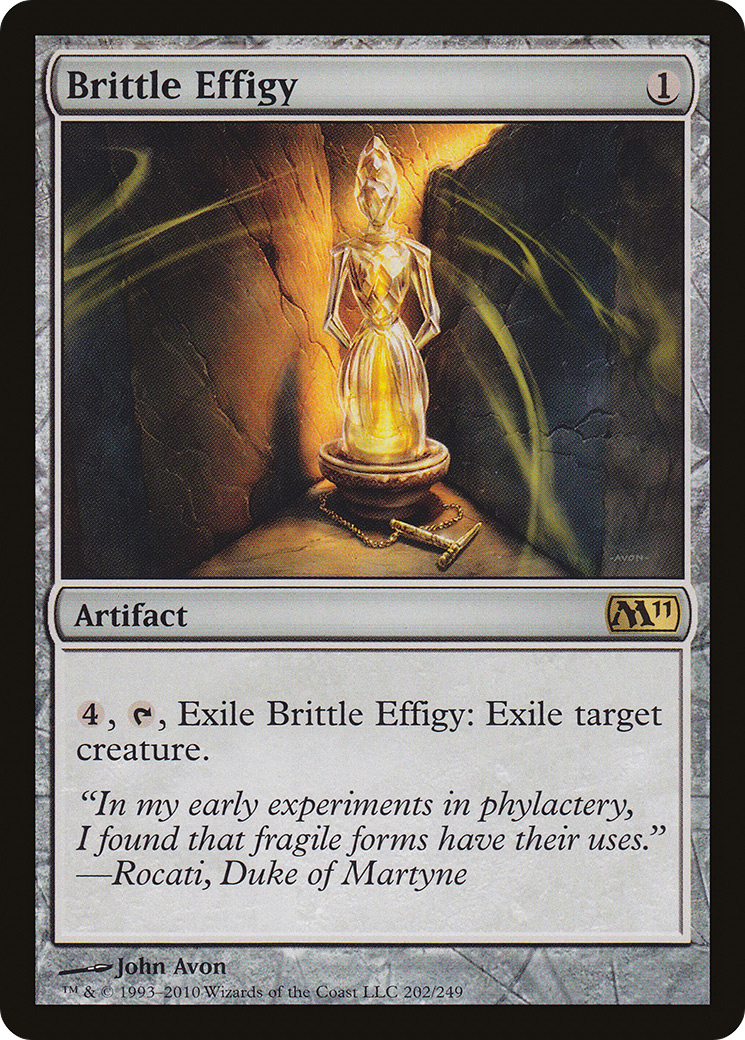 Brittle Effigy
1
-AVON-
Artifact
M11
4, , Exile Brittle Effigy: Exile target
creature.
“In my early experiments in phylactery,
I found that fragile forms have their uses.”
—Rocati, Duke of Martyne
John Avon
™ & © 1993–2010 Wizards of the Coast LLC 202/249